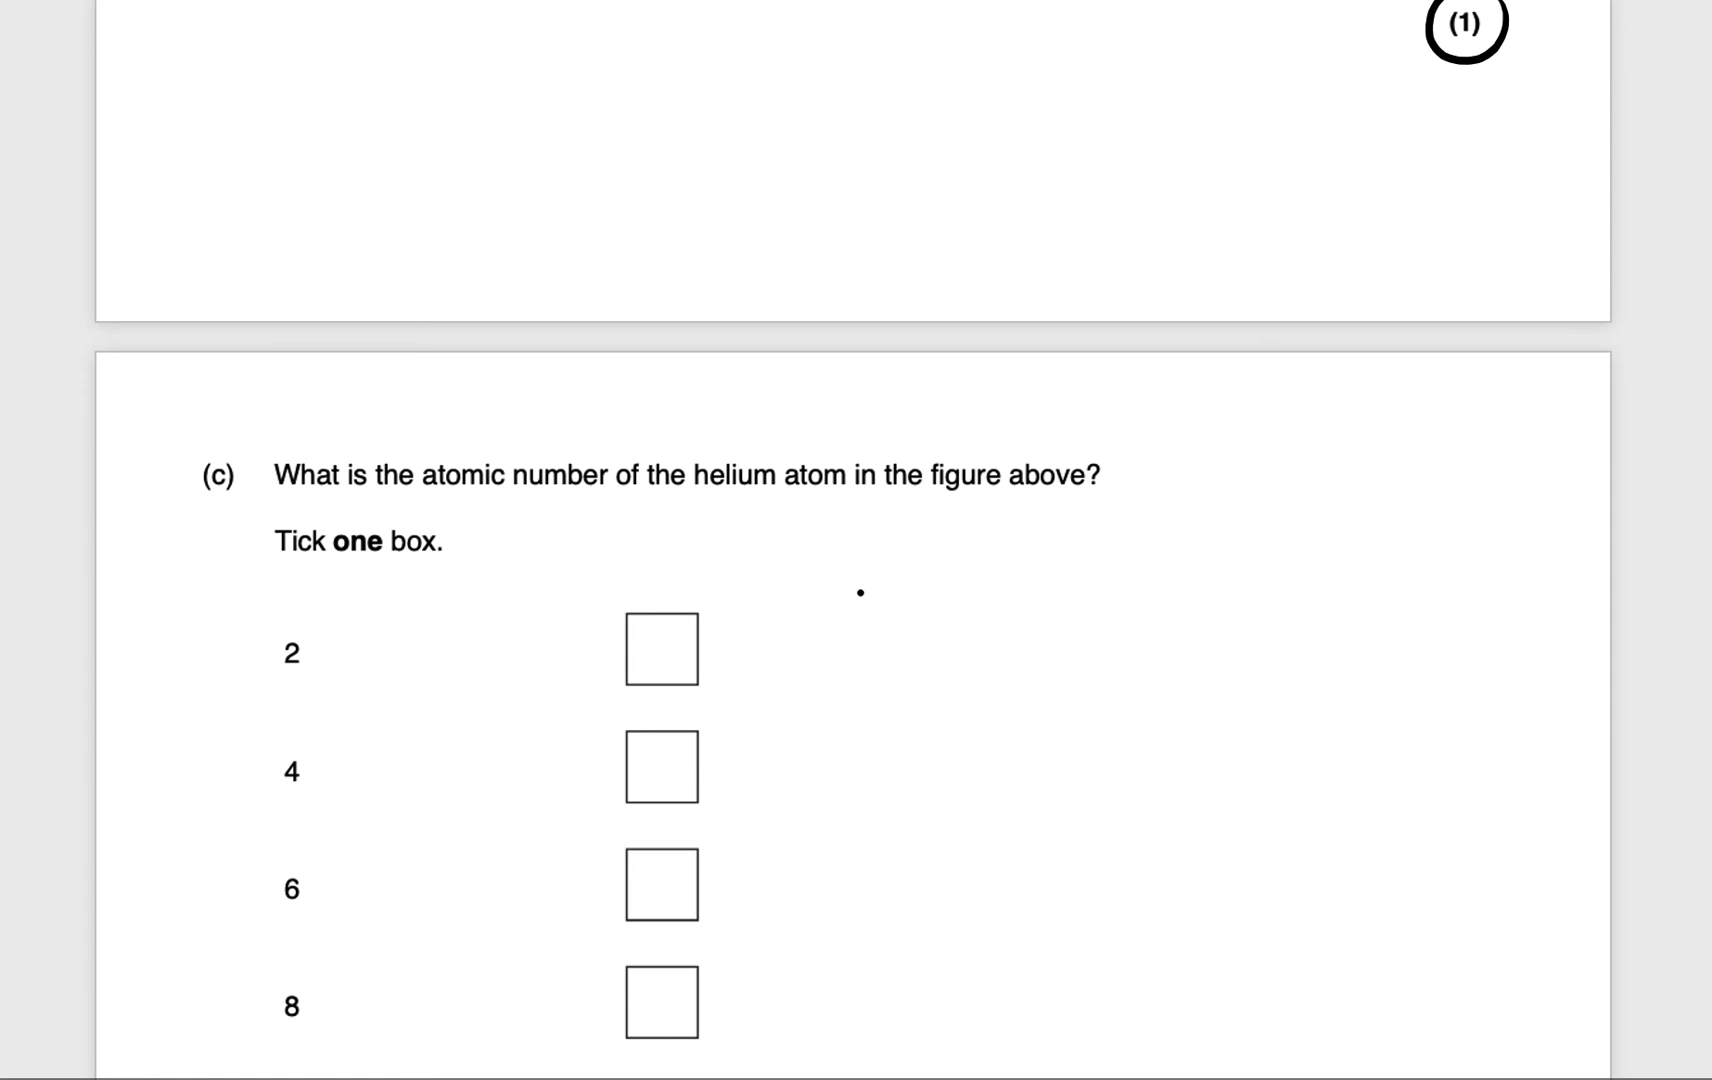 (1)
(c) What is the atomic number of the helium atom in the figure above?
Tick one box.
2
4
6
8